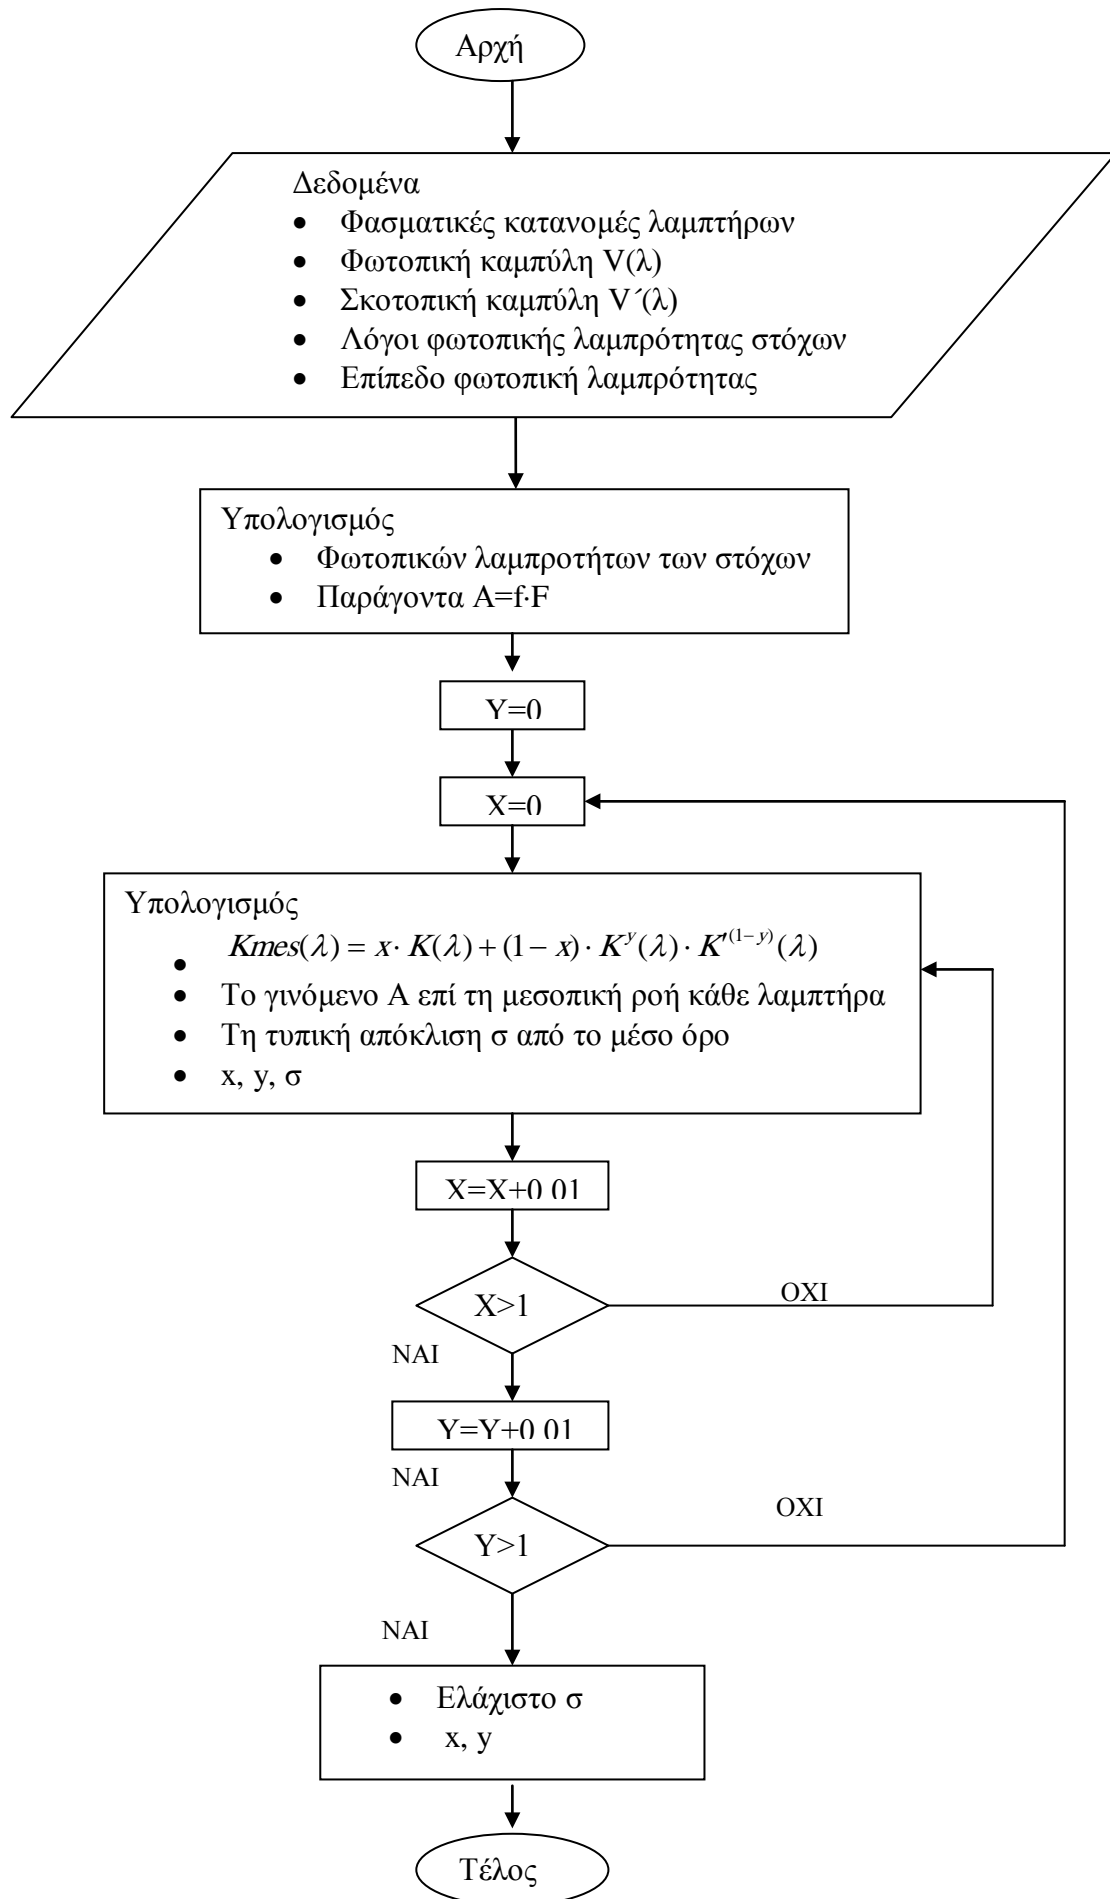 Αρχή
Δεδομένα
• Φασματικές κατανομές λαμπτήρων
• Φωτοπική καμπύλη V(λ)
• Σκοτοπική καμπύλη V΄(λ)
• Λόγοι φωτοπικής λαμπρότητας στόχων
• Επίπεδο φωτοπική λαμπρότητας
Υπολογισμός
• Φωτοπικών λαμπροτήτων των στόχων
• Παράγοντα Α=f·F
Υ=0
Χ=0
Υπολογισμός
• Kmes(λ) = x · K(λ) + (1 − x) · K^y(λ) · K'^(1−y)(λ)
• Το γινόμενο Α επί τη μεσοπική ροή κάθε λαμπτήρα
• Τη τυπική απόκλιση σ από το μέσο όρο
• x, y, σ
Χ=Χ+0.01
Χ>1
ΟΧΙ
ΝΑΙ
Υ=Υ+0.01
ΝΑΙ
Υ>1
ΟΧΙ
ΝΑΙ
• Ελάχιστο σ
• x, y
Τέλος